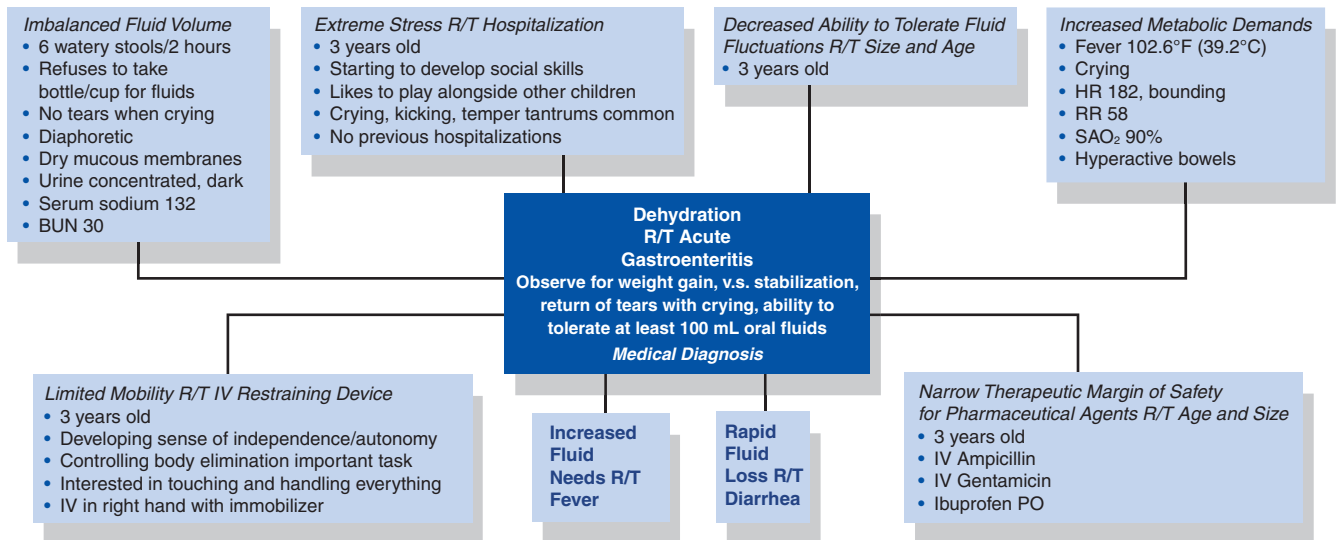 Imbalanced Fluid Volume
• 6 watery stools/2 hours
• Refuses to take
bottle/cup for fluids
• No tears when crying
• Diaphoretic
• Dry mucous membranes
• Urine concentrated, dark
• Serum sodium 132
• BUN 30
Extreme Stress R/T Hospitalization
• 3 years old
• Starting to develop social skills
• Likes to play alongside other children
• Crying, kicking, temper tantrums common
• No previous hospitalizations
Decreased Ability to Tolerate Fluid
Fluctuations R/T Size and Age
• 3 years old
Increased Metabolic Demands
• Fever 102.6°F (39.2°C)
• Crying
• HR 182, bounding
• RR 58
• SAO₂ 90%
• Hyperactive bowels
Dehydration
R/T Acute
Gastroenteritis
Observe for weight gain, v.s. stabilization,
return of tears with crying, ability to
tolerate at least 100 mL oral fluids
Medical Diagnosis
Limited Mobility R/T IV Restraining Device
• 3 years old
• Developing sense of independence/autonomy
• Controlling body elimination important task
• Interested in touching and handling everything
• IV in right hand with immobilizer
Increased
Fluid
Needs R/T
Fever
Rapid
Fluid
Loss R/T
Diarrhea
Narrow Therapeutic Margin of Safety
for Pharmaceutical Agents R/T Age and Size
• 3 years old
• IV Ampicillin
• IV Gentamicin
• Ibuprofen PO